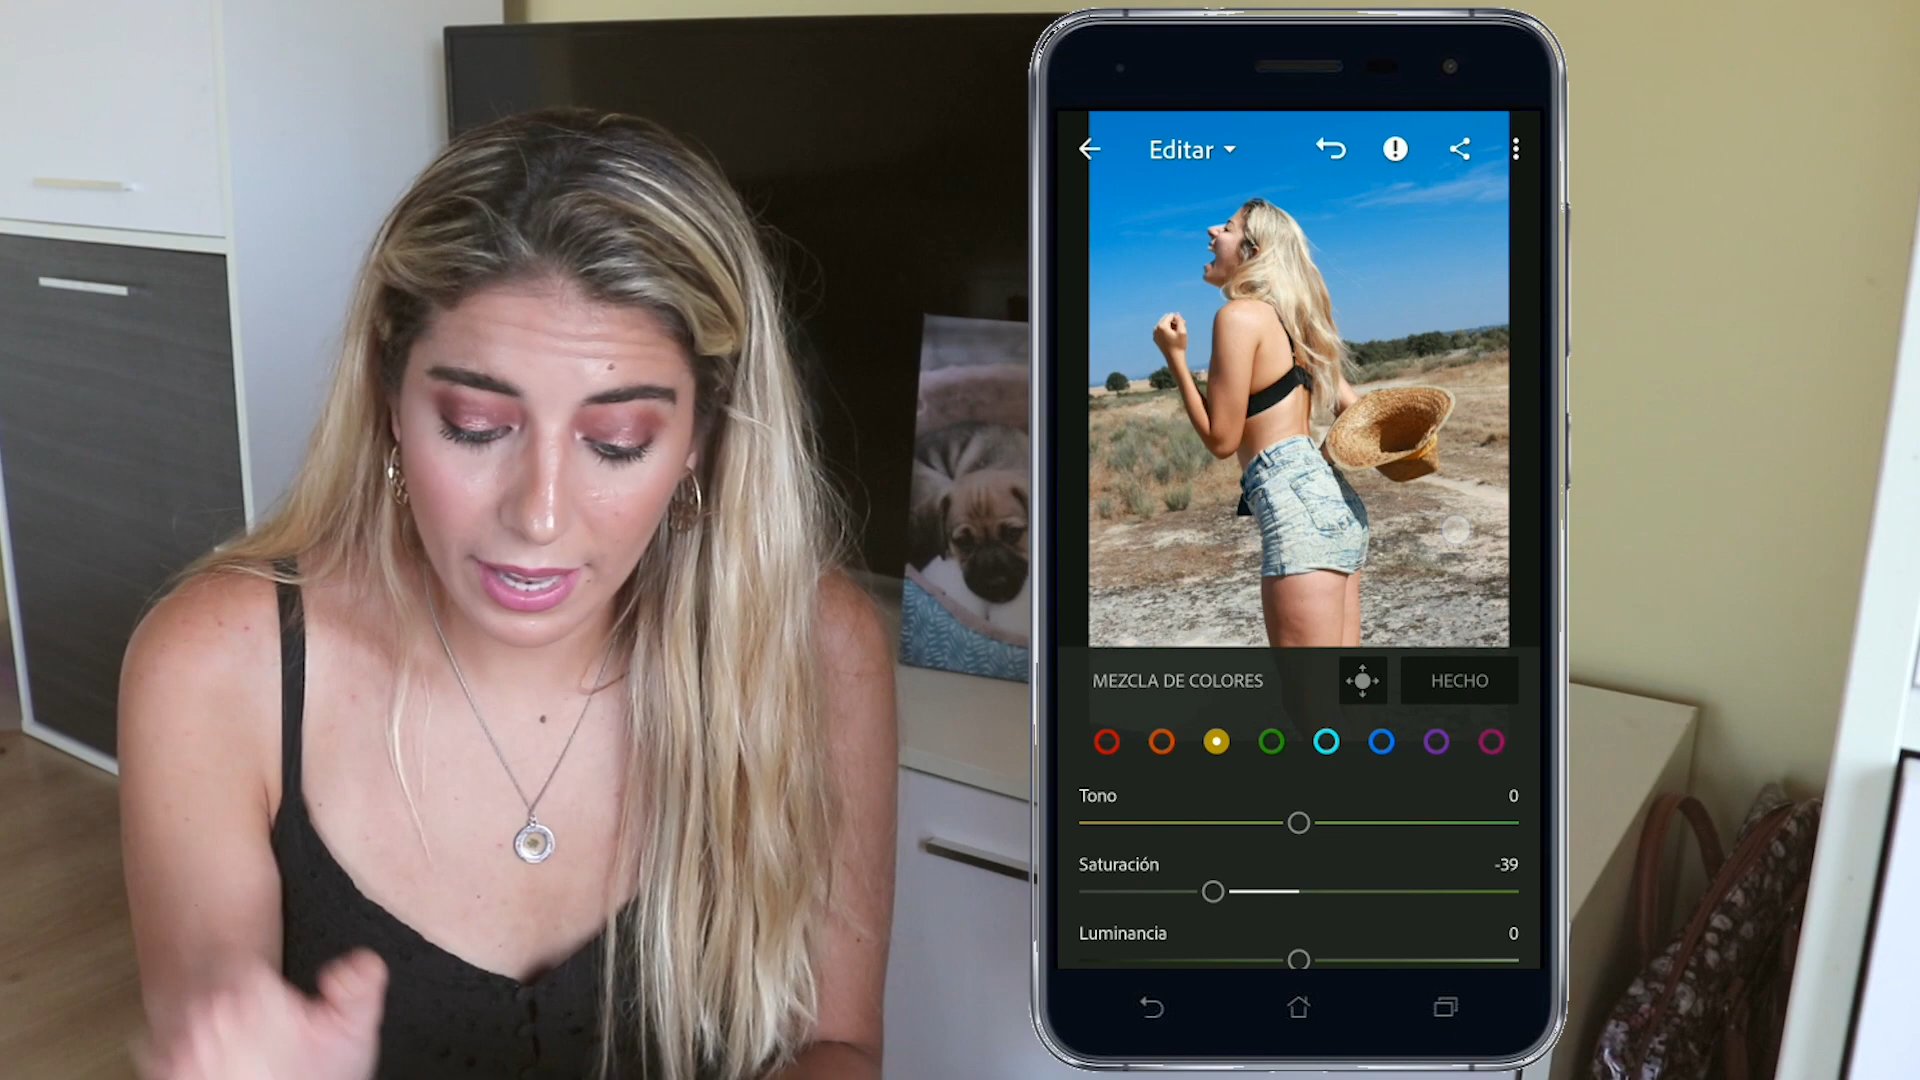 Editar
MEZCLA DE COLORES
HECHO
Tono 0
Saturación -39
Luminancia 0